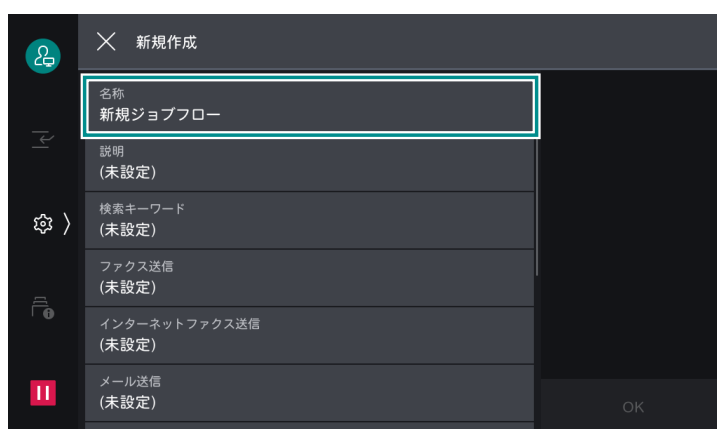 新規作成
名称
新規ジョブフロー
説明
(未設定)
検索キーワード
(未設定)
ファクス送信
(未設定)
インターネットファクス送信
(未設定)
メール送信
(未設定)
OK